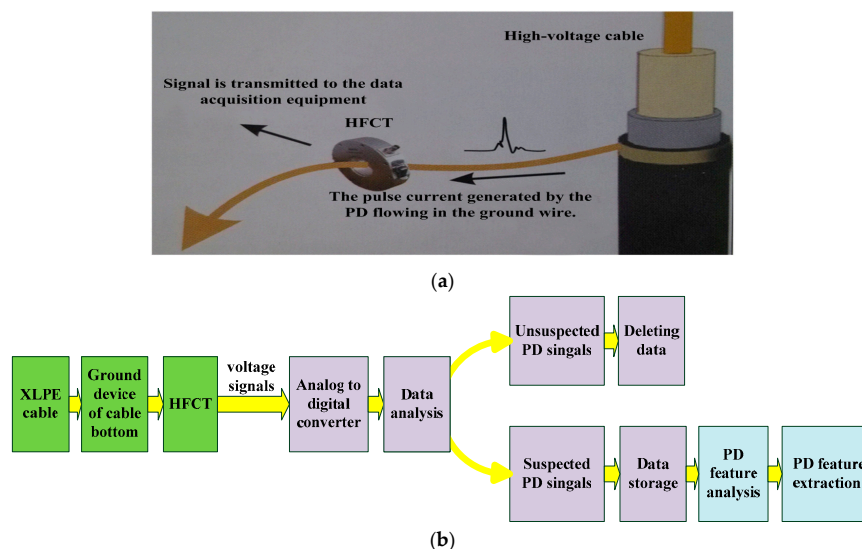 High-voltage cable
Signal is transmitted to the data
acquisition equipment
HFCT
The pulse current generated by the
PD flowing in the ground wire.
(a)
XLPE
cable
Ground
device
of cable
bottom
HFCT
voltage
signals
Analog to
digital
converter
Data
analysis
Unsuspected
PD singals
Deleting
data
Suspected
PD singals
Data
storage
PD
feature
analysis
PD feature
extraction
(b)